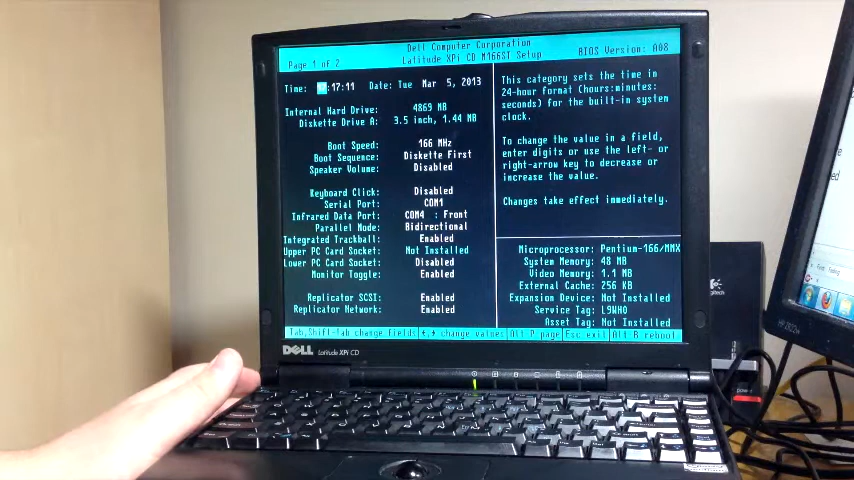 Dell Computer Corporation
Page 1 of 2
Latitude XPi CD M166ST Setup
BIOS Version: A08
Time: :17:11 Date: Tue Mar 5, 2013
Internal Hard Drive: 4869 MB
Diskette Drive A: 3.5 inch, 1.44 MB
Boot Speed: 166 MHz
Boot Sequence: Diskette First
Speaker Volume: Disabled
Keyboard Click: Disabled
Serial Port: COM1
Infrared Data Port: COM4 : Front
Parallel Mode: Bidirectional
Integrated Trackball: Enabled
Upper PC Card Socket: Not Installed
Lower PC Card Socket: Disabled
Monitor Toggle: Enabled
Replicator SCSI: Enabled
Replicator Network: Enabled
This category sets the time in
24-hour format (hours:minutes:
seconds) for the built-in system
clock.
To change the value in a field,
enter digits or use the left- or
right-arrow key to decrease or
increase the value.
Changes take effect immediately.
Microprocessor: Pentium-166/MMX
System Memory: 48 MB
Video Memory: 1.1 MB
External Cache: 256 KB
Expansion Device: Not Installed
Service Tag: L9NH0
Asset Tag: Not Installed
Tab,Shift-Tab change fields ←,→ change values Alt P page Esc exit Alt B reboot
DELL Latitude XPi CD